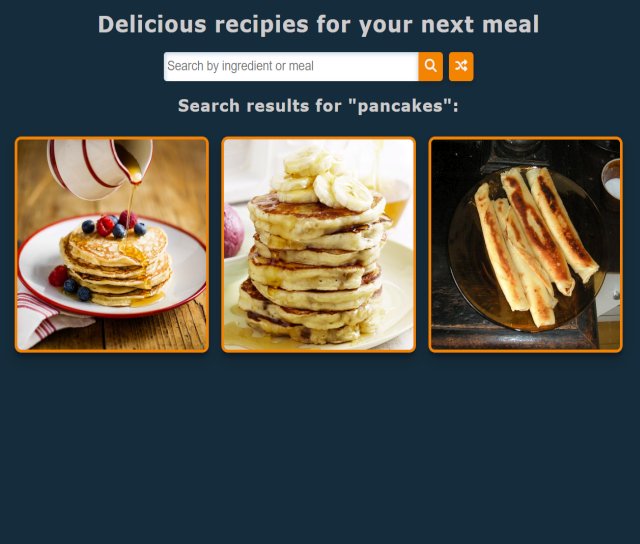 Delicious recipies for your next meal
Search by ingredient or meal
Search results for "pancakes":